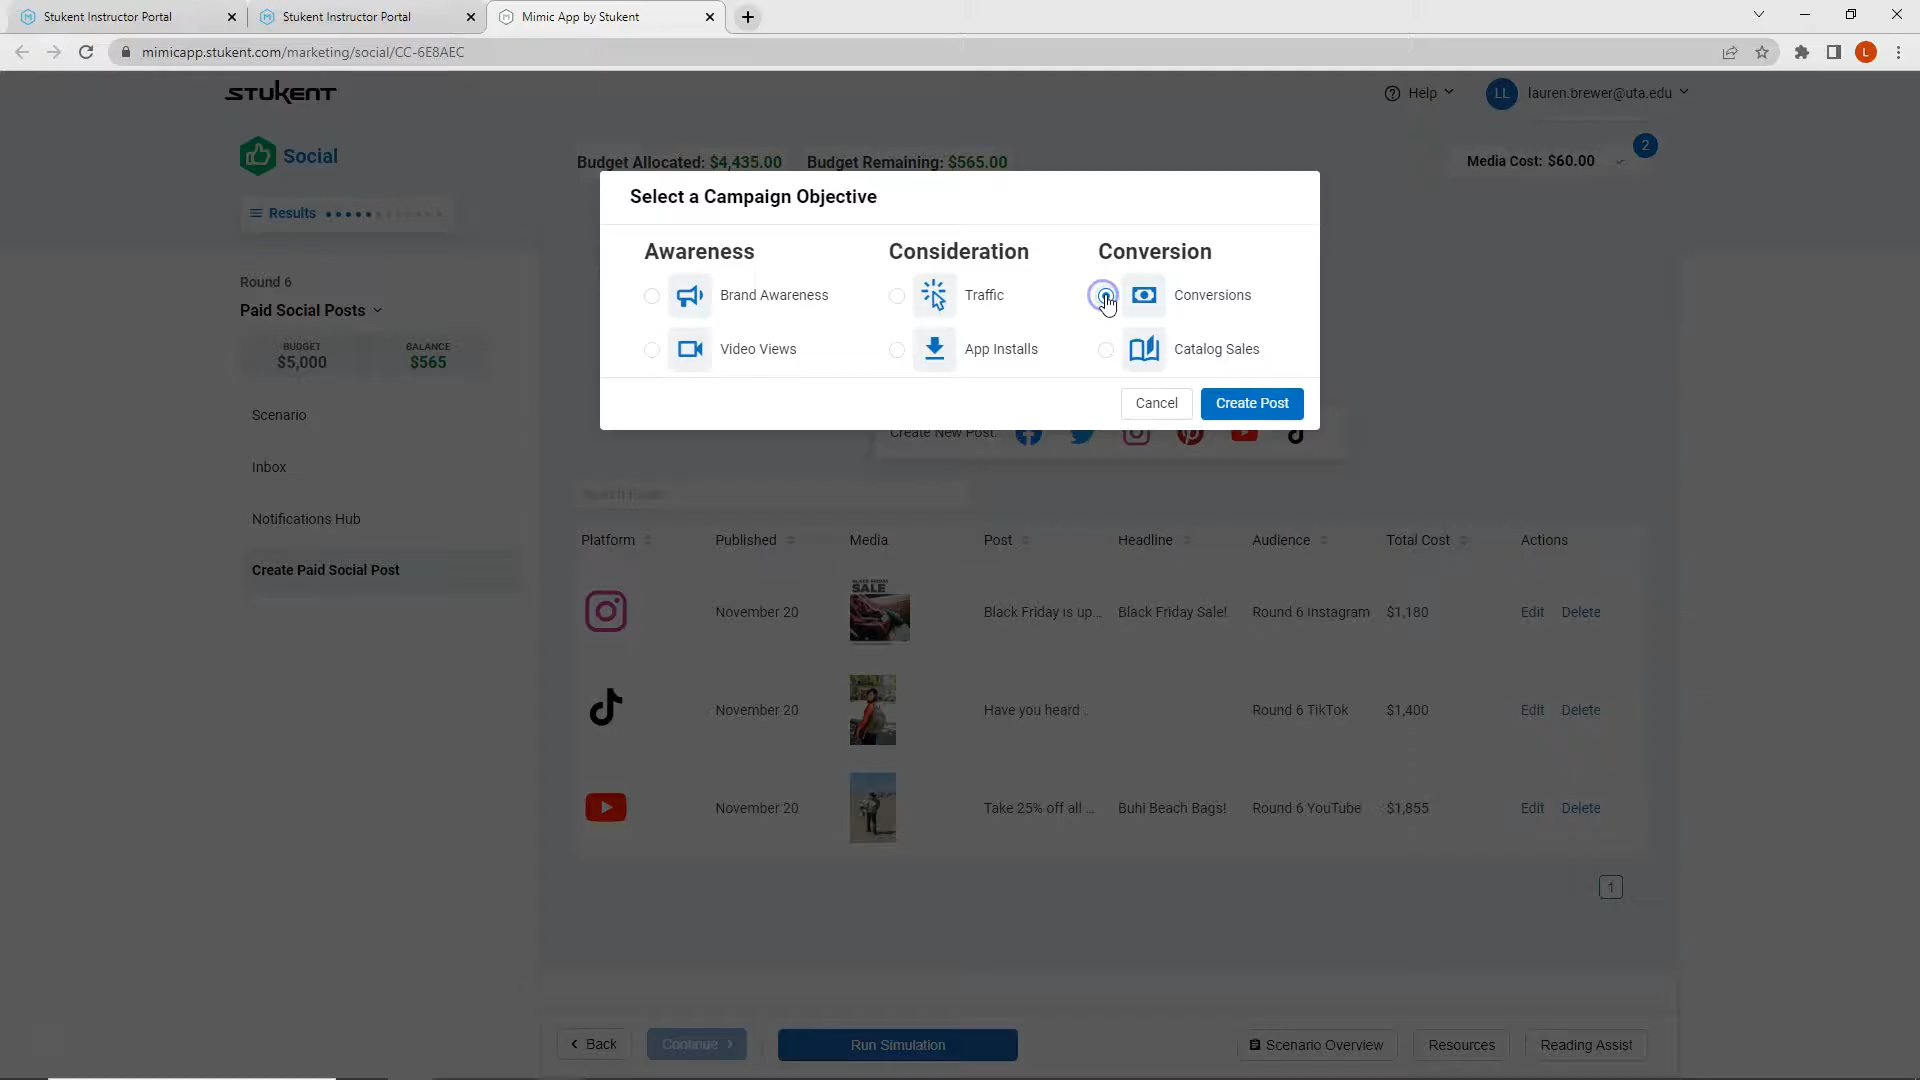 Stukent Instructor Portal
Stukent Instructor Portal
Mimic App by Stukent
mimicapp.stukent.com/marketing/social/CC-6E8AEC
L
STUKENT
Help
LL
lauren.brewer@uta.edu
Social
Budget Allocated: $4,435.00
Budget Remaining: $565.00
Media Cost: $60.00
2
Results
Select a Campaign Objective
Awareness
Consideration
Conversion
Brand Awareness
Traffic
Conversions
Video Views
App Installs
Catalog Sales
Cancel
Create Post
Round 6
Paid Social Posts
BUDGET
$5,000
BALANCE
$565
Scenario
Inbox
Notifications Hub
Create Paid Social Post
Create New Post:
Platform
Published
Media
Post
Headline
Audience
Total Cost
Actions
November 20
BLACK FRIDAY
SALE
Black Friday is up...
Black Friday Sale!
Round 6 Instagram
$1,180
Edit
Delete
November 20
Have you heard ...
Round 6 TikTok
$1,400
Edit
Delete
November 20
Take 25% off all ...
Buhi Beach Bags!
Round 6 YouTube
$1,855
Edit
Delete
1
Back
Continue
Run Simulation
Scenario Overview
Resources
Reading Assist